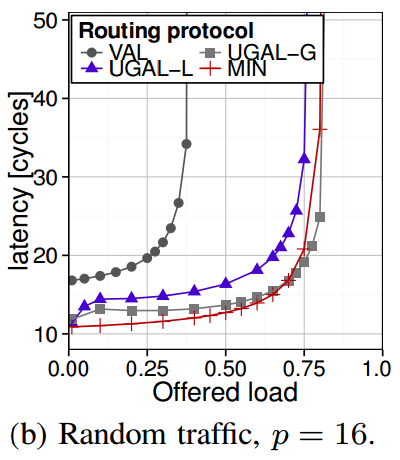 Routing protocol
VAL UGAL-G
UGAL-L MIN
50
40
30
20
10
latency [cycles]
0.00 0.25 0.50 0.75 1.0
Offered load
(b) Random traffic, p = 16.